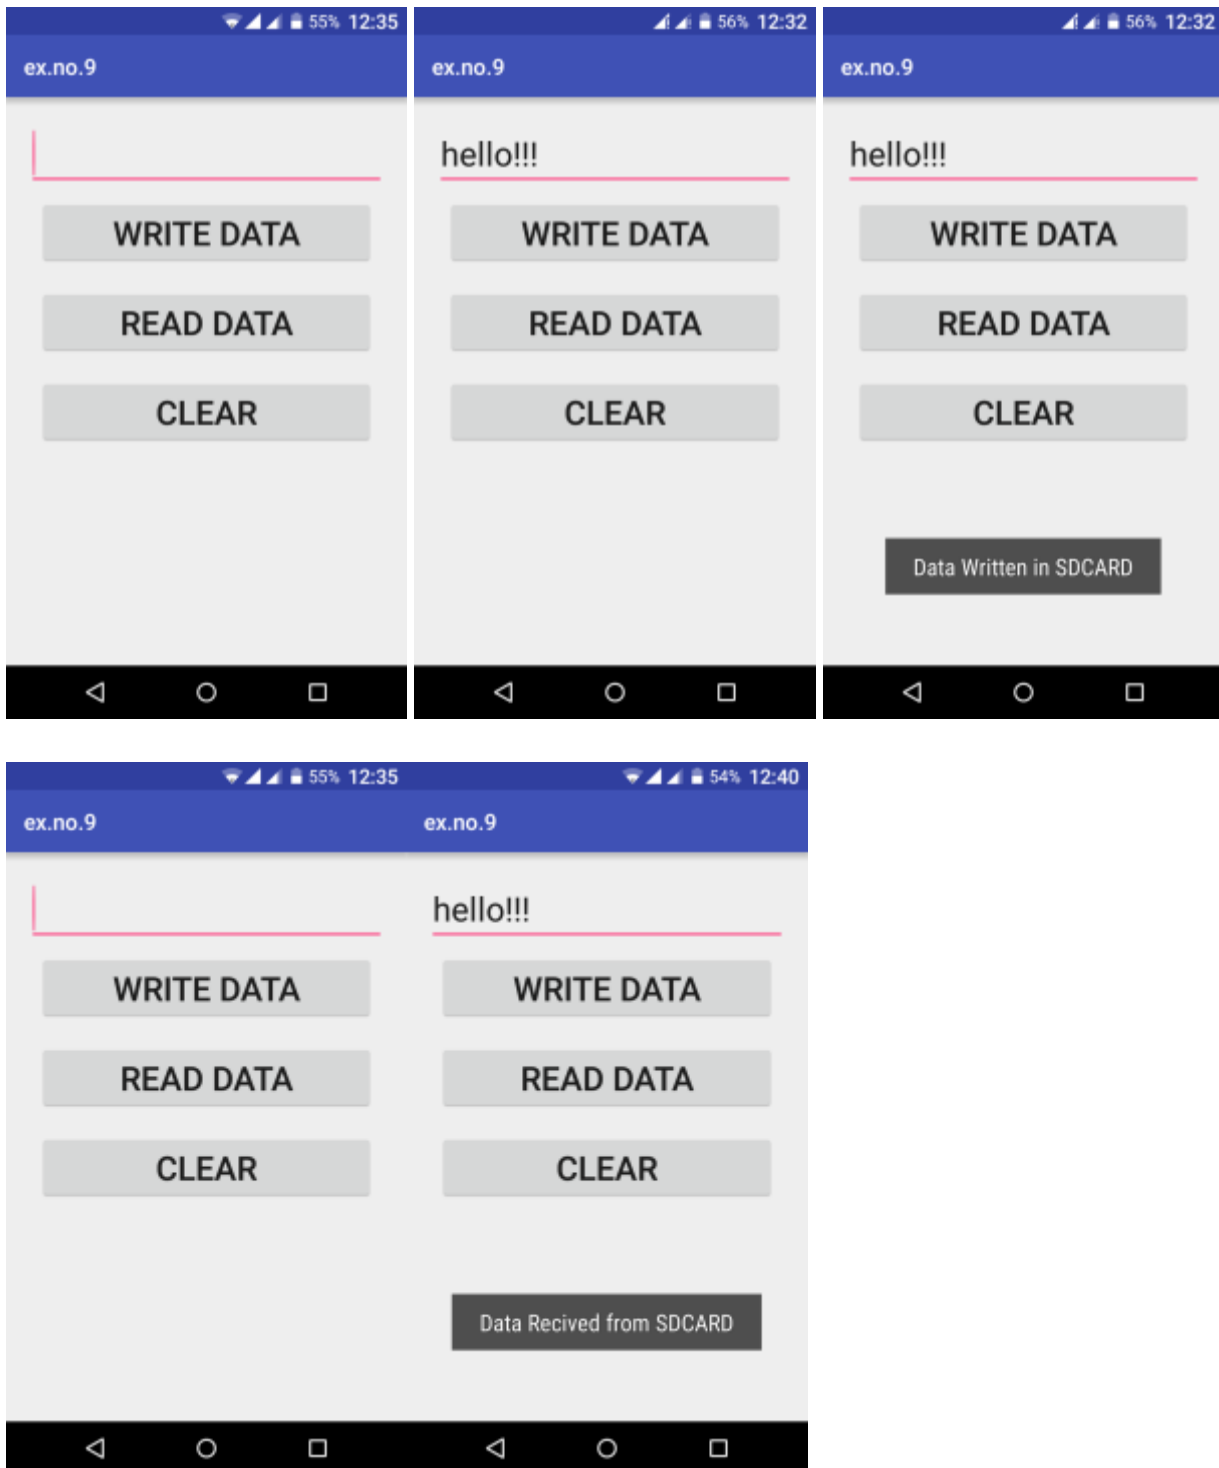 55% 12:35
ex.no.9
WRITE DATA
READ DATA
CLEAR
56% 12:32
ex.no.9
hello!!!
WRITE DATA
READ DATA
CLEAR
56% 12:32
ex.no.9
hello!!!
WRITE DATA
READ DATA
CLEAR
Data Written in SDCARD
55% 12:35
ex.no.9
WRITE DATA
READ DATA
CLEAR
54% 12:40
ex.no.9
hello!!!
WRITE DATA
READ DATA
CLEAR
Data Recived from SDCARD